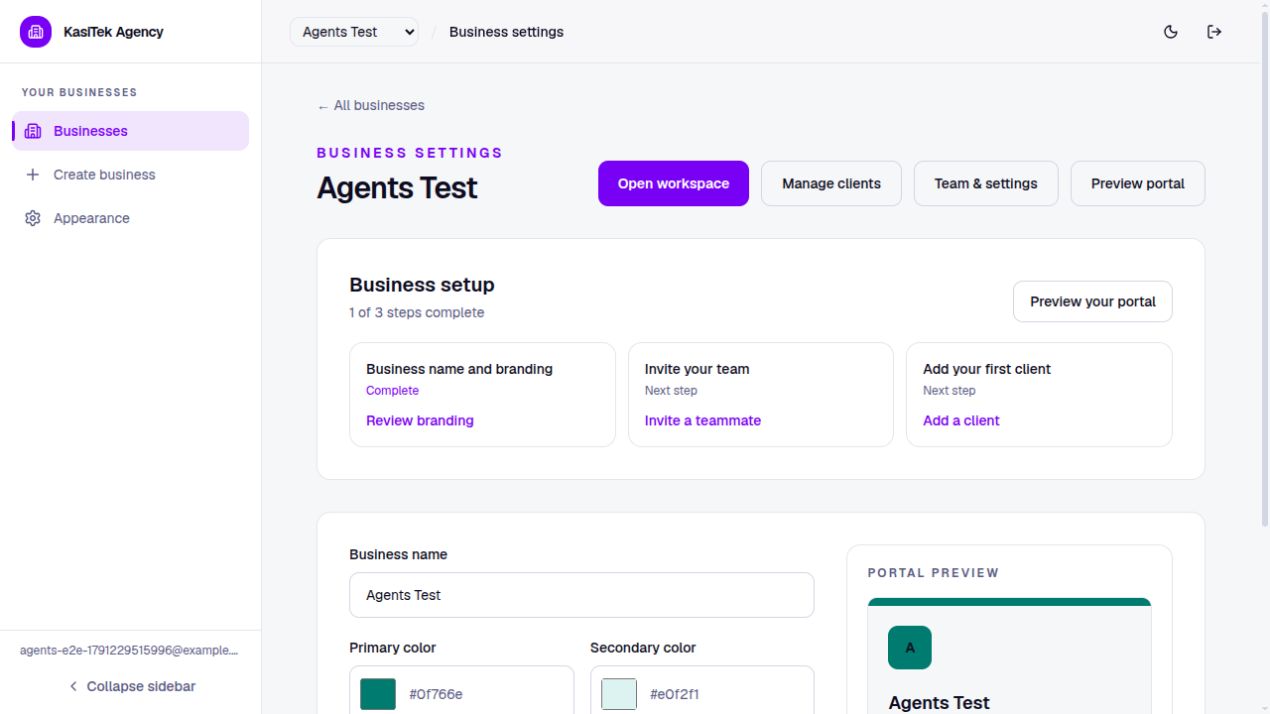 KasiTek Agency
YOUR BUSINESSES
Businesses
Create business
Appearance
agents-e2e-1791229515996@example....
Collapse sidebar
Agents Test
/
Business settings
← All businesses
BUSINESS SETTINGS
Agents Test
Open workspace
Manage clients
Team & settings
Preview portal
Business setup
1 of 3 steps complete
Preview your portal
Business name and branding
Complete
Review branding
Invite your team
Next step
Invite a teammate
Add your first client
Next step
Add a client
Business name
Agents Test
Primary color
#0f766e
Secondary color
#e0f2f1
PORTAL PREVIEW
A
Agents Test